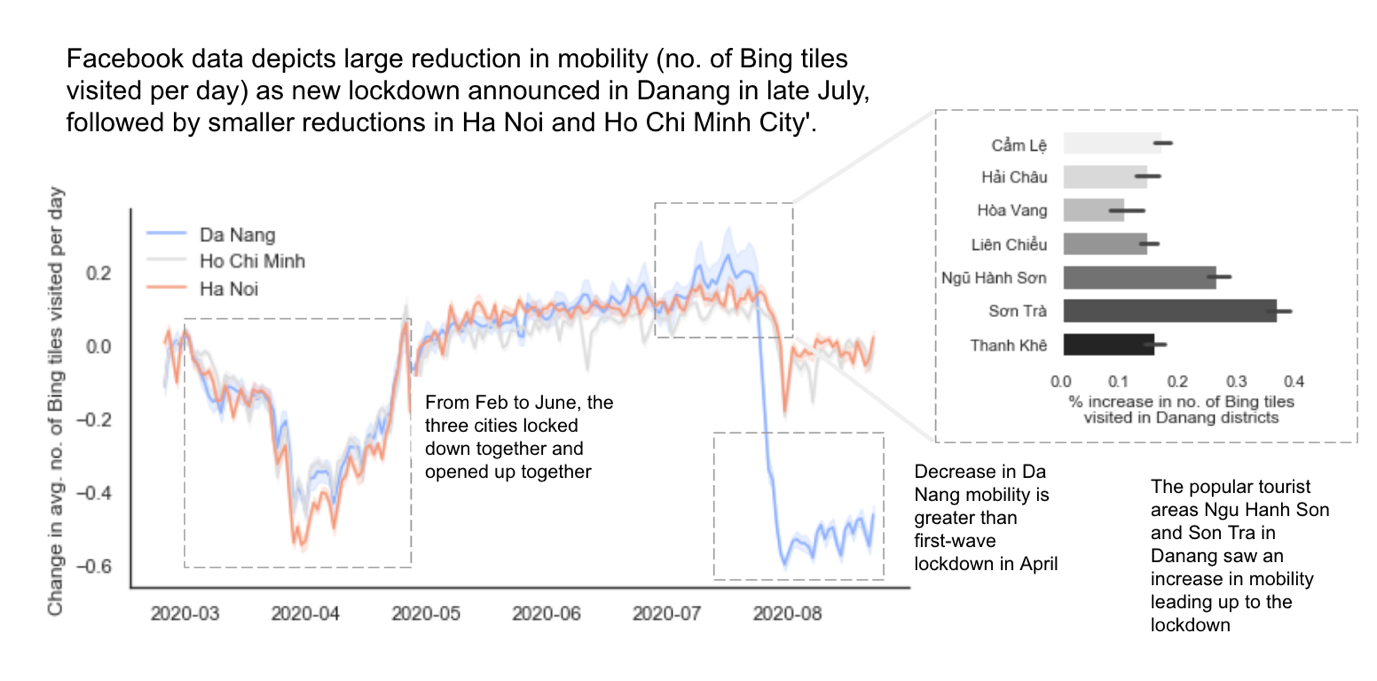 Facebook data depicts large reduction in mobility (no. of Bing tiles
visited per day) as new lockdown announced in Danang in late July,
followed by smaller reductions in Ha Noi and Ho Chi Minh City'.
Change in avg. no. of Bing tiles visited per day
0.2
0.0
−0.2
−0.4
−0.6
Da Nang
Ho Chi Minh
Ha Noi
2020-03
2020-04
2020-05
2020-06
2020-07
2020-08
From Feb to June, the
three cities locked
down together and
opened up together
Cẩm Lệ
Hải Châu
Hòa Vang
Liên Chiểu
Ngũ Hành Sơn
Sơn Trà
Thanh Khê
0.0
0.1
0.2
0.3
0.4
% increase in no. of Bing tiles
visited in Danang districts
Decrease in Da
Nang mobility is
greater than
first-wave
lockdown in April
The popular tourist
areas Ngu Hanh Son
and Son Tra in
Danang saw an
increase in mobility
leading up to the
lockdown